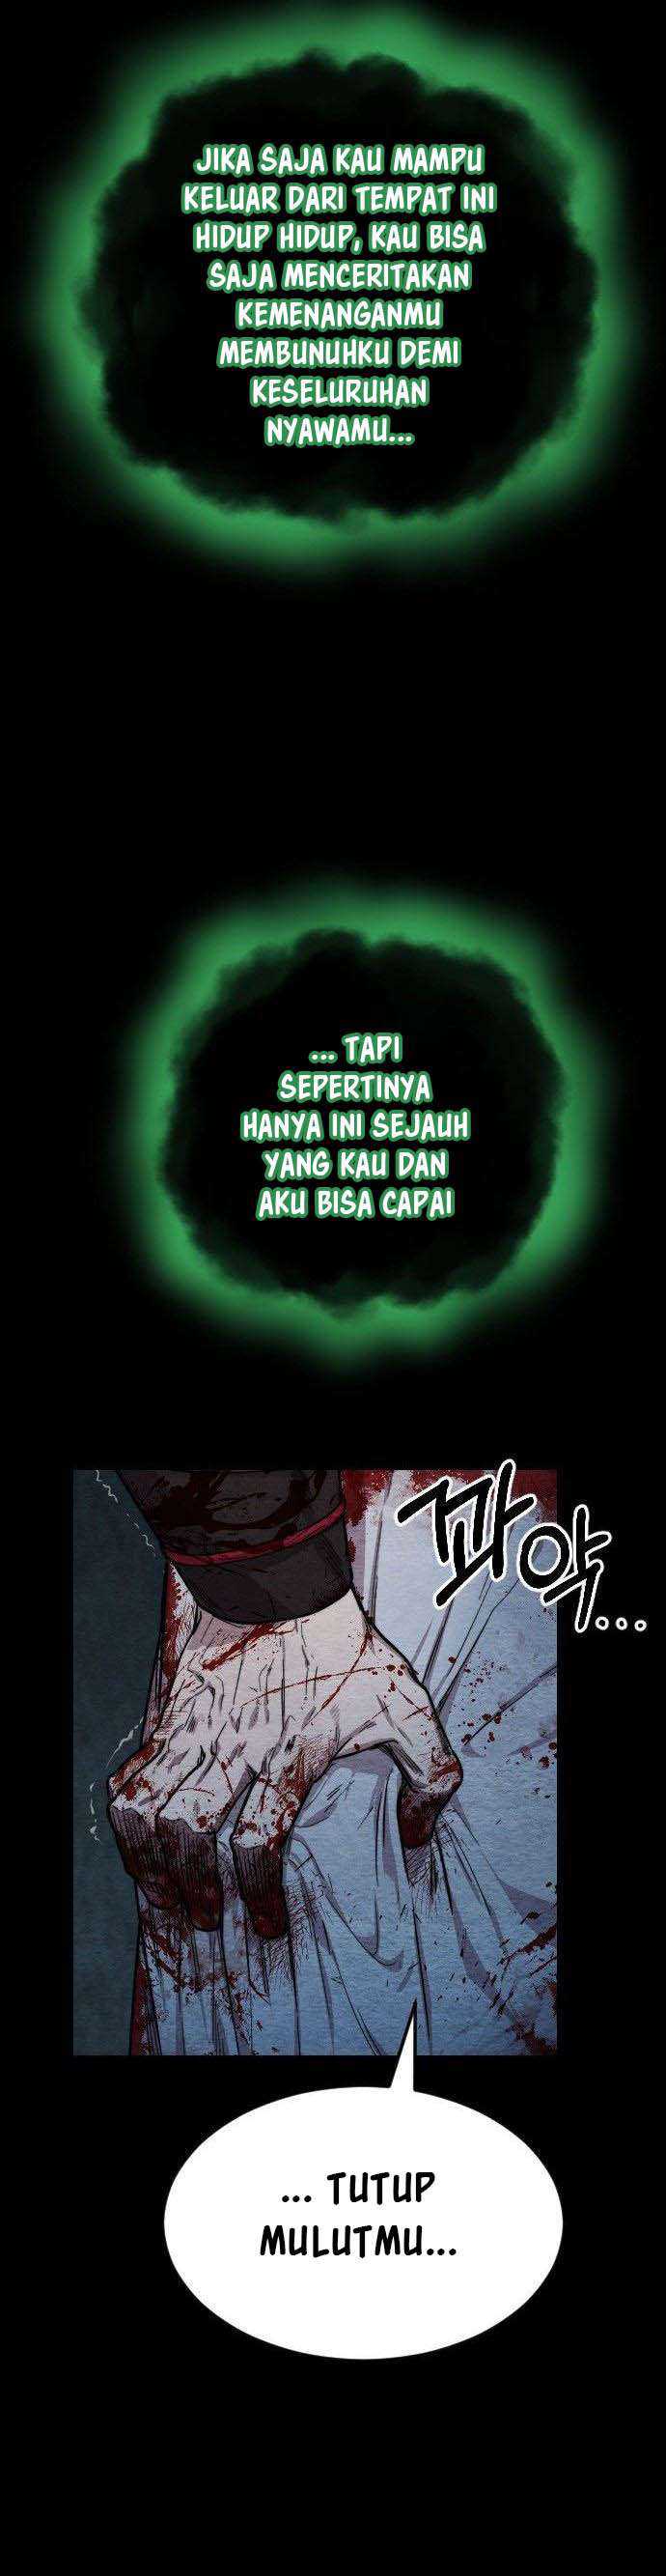 JIKA SAJA KAU MAMPU
KELUAR DARI TEMPAT INI
HIDUP HIDUP, KAU BISA
SAJA MENCERITAKAN
KEMENANGANMU
MEMBUNUHKU DEMI
KESELURUHAN
NYAWAMU...
... TAPI
SEPERTINYA
HANYA INI SEJAUH
YANG KAU DAN
AKU BISA CAPAI
콰악...
... TUTUP
MULUTMU...